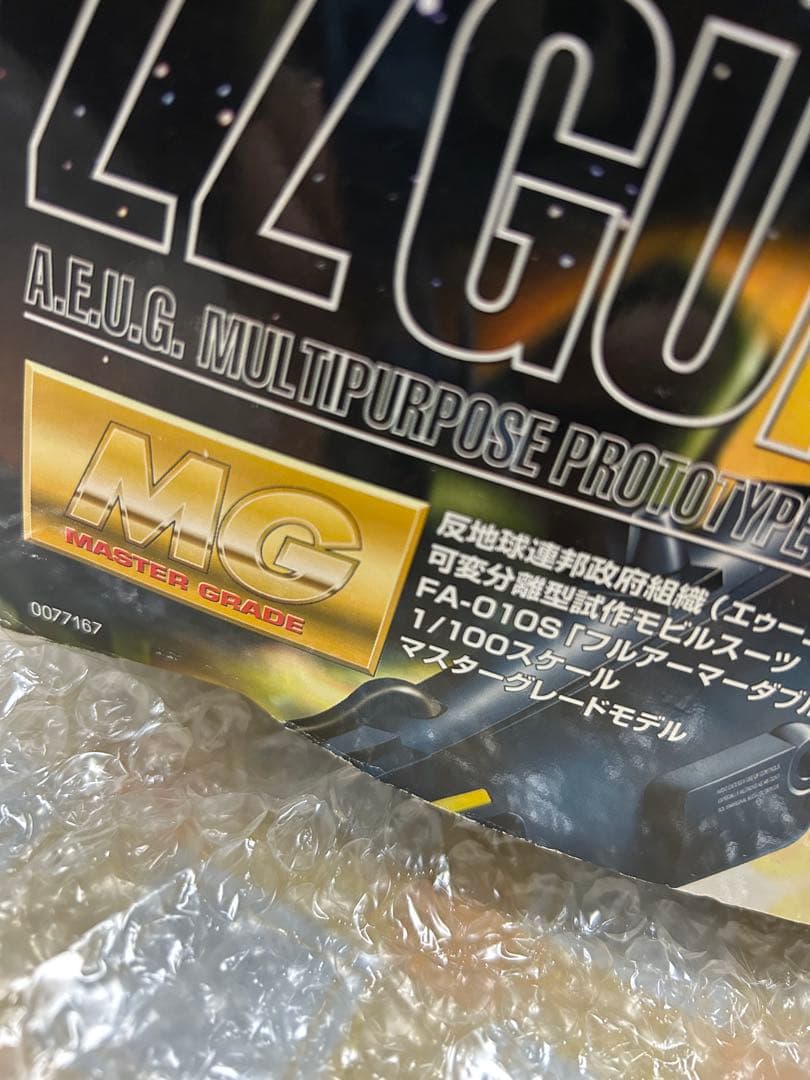 ZZ GU
A.E.U.G. MULTIPURPOSE PROTOTYPE
MG
MASTER GRADE
0077167
反地球連邦政府組織(エゥー
可変分離型試作モビルスーツ
FA-010S「フルアーマーダブル
1/100スケール
マスターグレードモデル